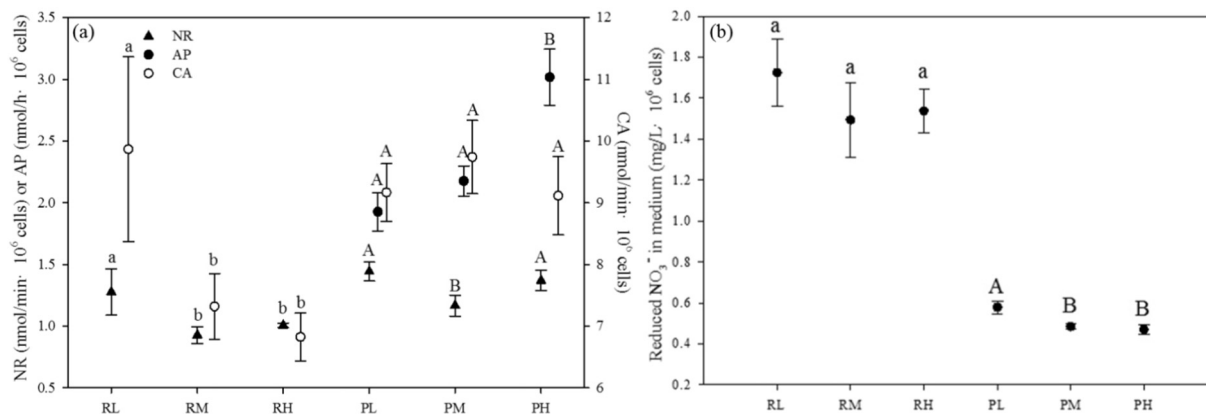 (a)
NR
AP
CA
NR (nmol/min· 10⁶ cells) or AP (nmol/h· 10⁶ cells)
3.5
3.0
2.5
2.0
1.5
1.0
0.5
a
a
b
b
b
b
A
A
A
B
A
A
B
A
A
12
11
10
9
8
7
6
CA (nmol/min· 10⁶ cells)
RL RM RH PL PM PH
(b)
Reduced NO₃⁻ in medium (mg/L· 10⁶ cells)
2.0
1.8
1.6
1.4
1.2
1.0
0.8
0.6
0.4
0.2
a
a
a
A
B
B
RL RM RH PL PM PH